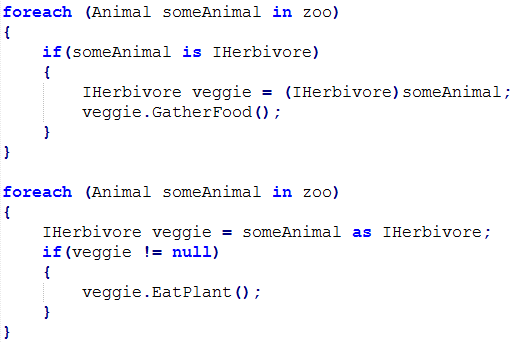 foreach (Animal someAnimal in zoo)
{
    if(someAnimal is IHerbivore)
    {
        IHerbivore veggie = (IHerbivore)someAnimal;
        veggie.GatherFood();
    }
}

foreach (Animal someAnimal in zoo)
{
    IHerbivore veggie = someAnimal as IHerbivore;
    if(veggie != null)
    {
        veggie.EatPlant();
    }
}